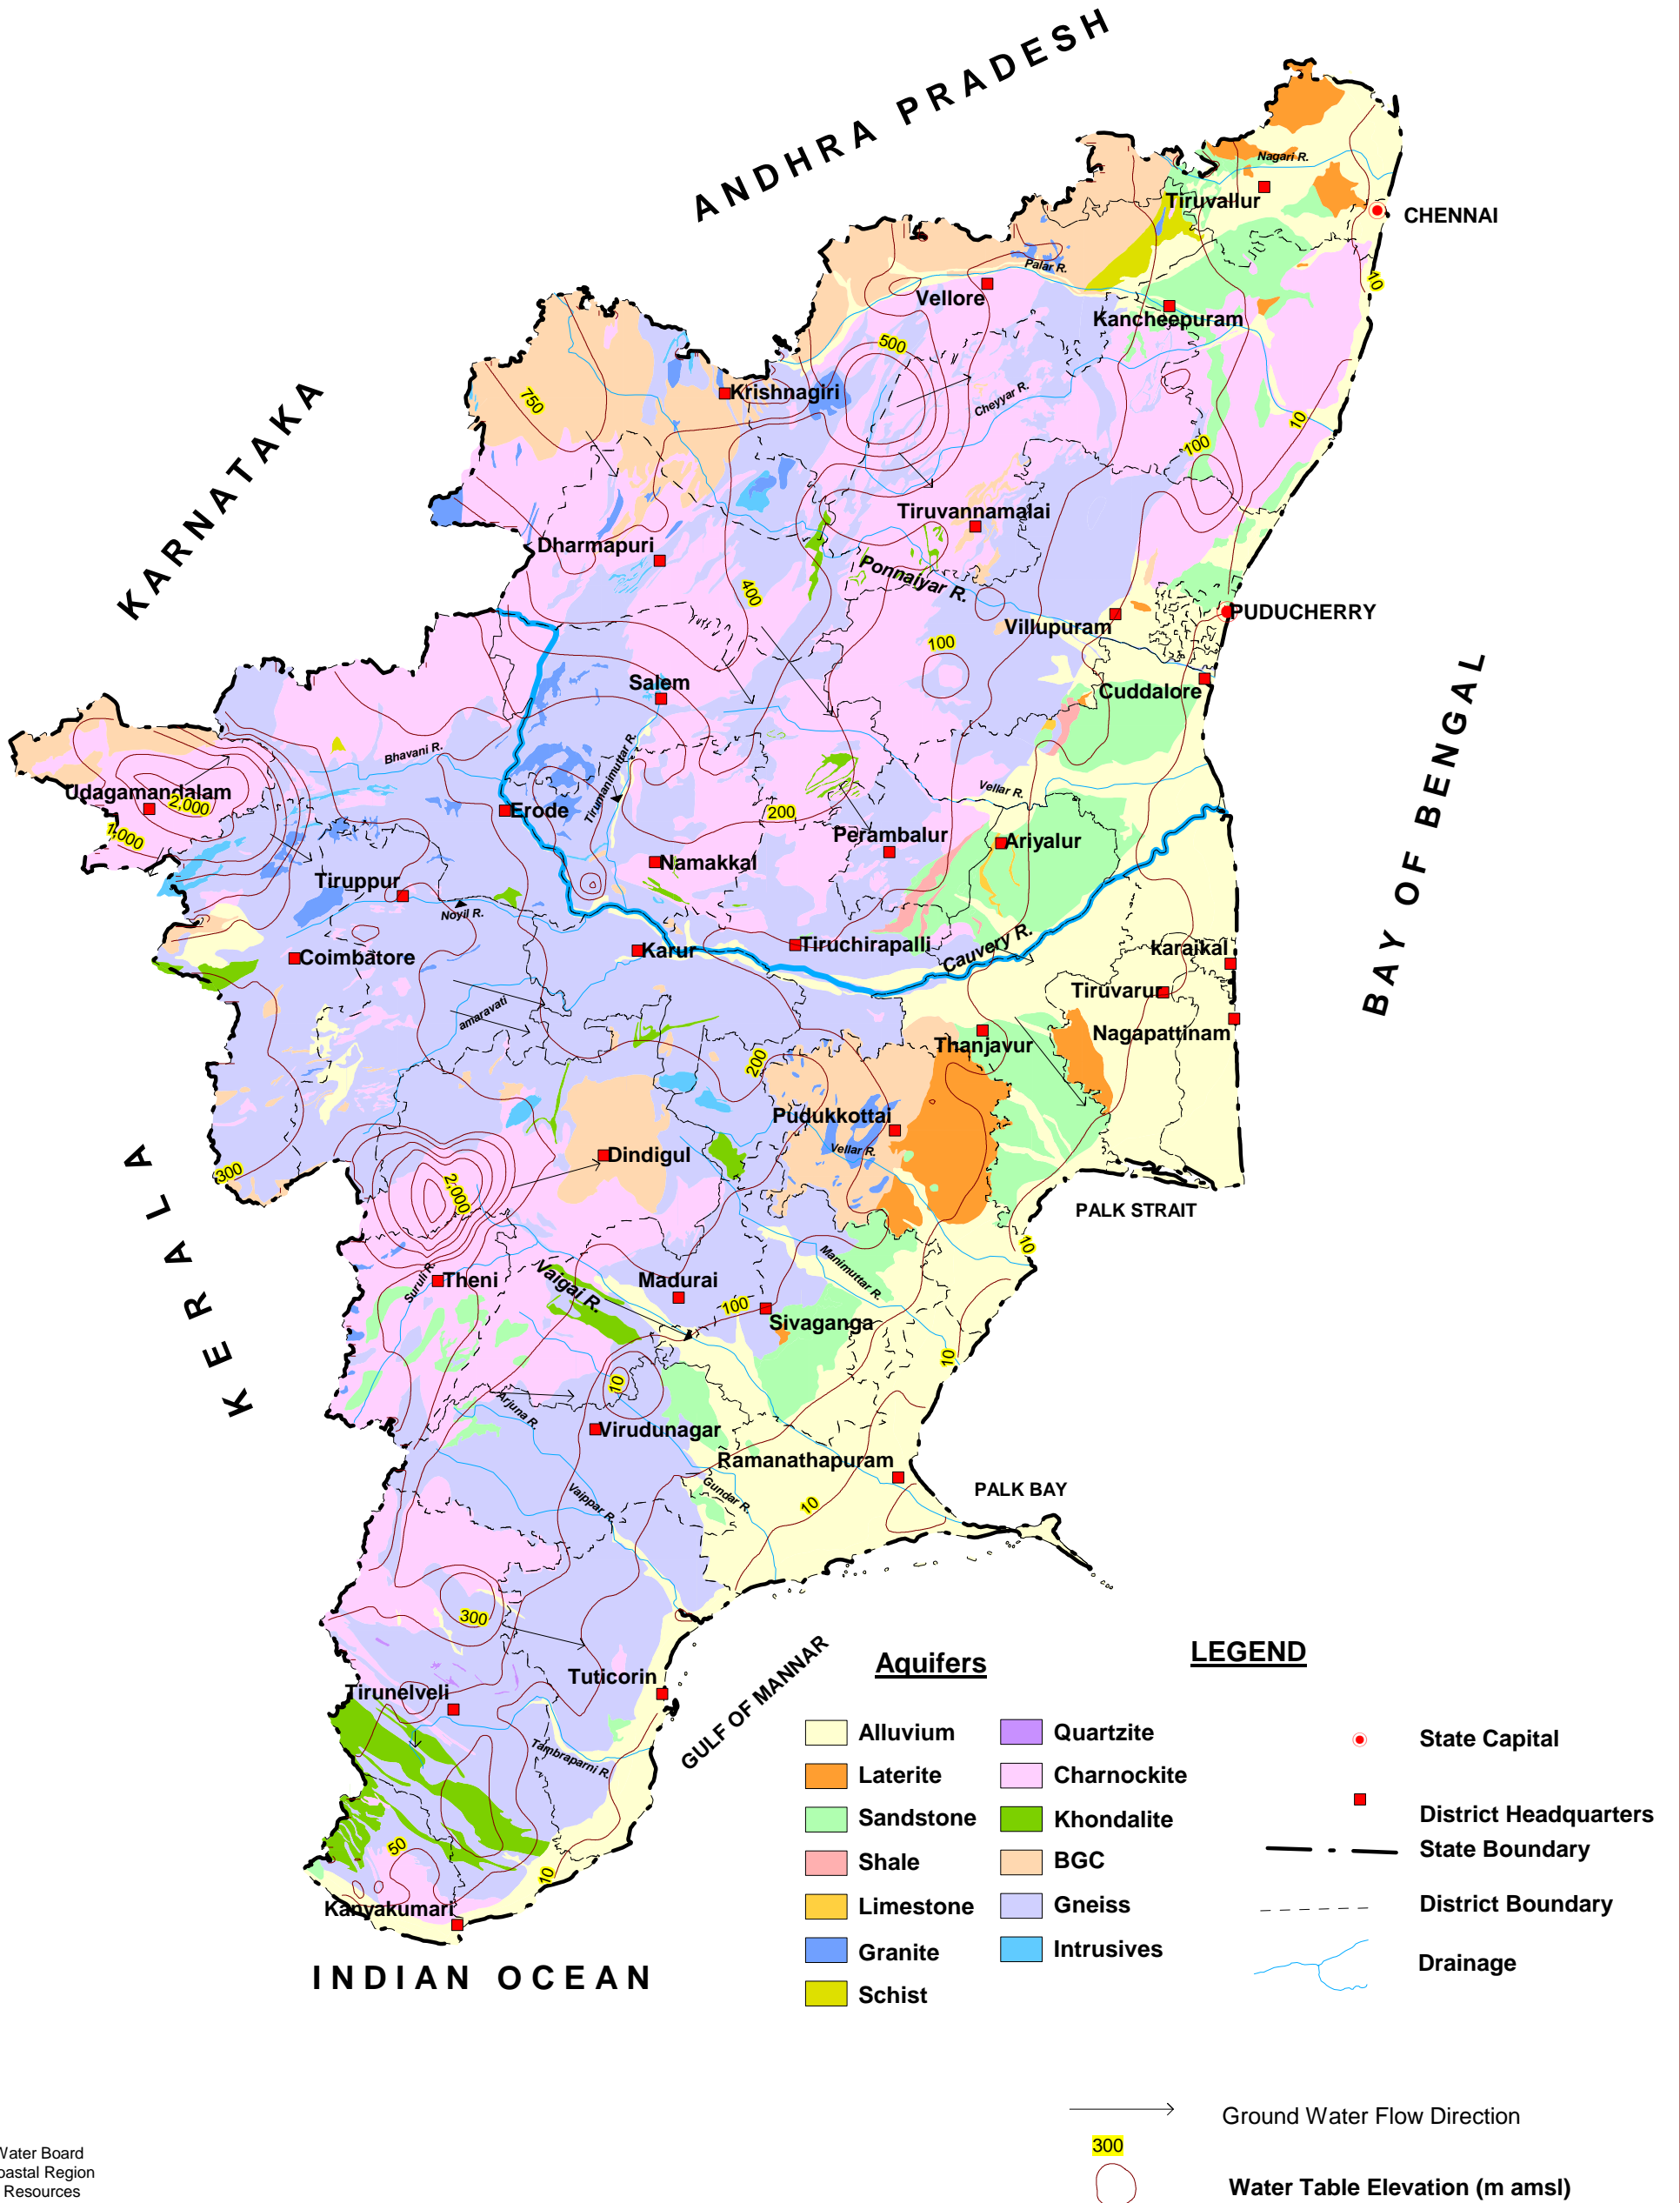 ANDHRA PRADESH
Nagari R.
Tiruvallur
CHENNAI
Palar R.
10
Vellore
Kancheepuram
500
KARNATAKA
750
Krishnagiri
Cheyyar R.
10
100
Tiruvannamalai
Dharmapuri
Ponnaiyar R.
400
PUDUCHERRY
Villupuram
100
Salem
Cuddalore
BAY OF BENGAL
Bhavani R.
Tirumanimuttar R.
Udagamandalam
2,000
Vellar R.
Erode
200
1,000
Perambalur
Ariyalur
Namakkal
Tiruppur
Noyil R.
Cauvery R.
Tiruchirapalli
karaikal
Karur
Coimbatore
Tiruvarur
amaravati
Nagapattinam
Thanjavur
200
Pudukkottai
Vellar R.
Dindigul
KERALA
300
2,000
PALK STRAIT
10
Manimuttar R.
Suruli R.
Theni
Vaigai R.
Madurai
100
Sivaganga
10
10
Arjuna R.
Virudunagar
Ramanathapuram
PALK BAY
Gundar R.
Vaippar R.
10
300
GULF OF MANNAR
Tuticorin
Tirunelveli
Tambraparni R.
50
10
Kanyakumari
INDIAN OCEAN
LEGEND
Aquifers
Alluvium
Laterite
Sandstone
Shale
Limestone
Granite
Schist
Quartzite
Charnockite
Khondalite
BGC
Gneiss
Intrusives
State Capital
District Headquarters
State Boundary
District Boundary
Drainage
Ground Water Flow Direction
300
Water Table Elevation (m amsl)
Water Board
oastal Region
Resources